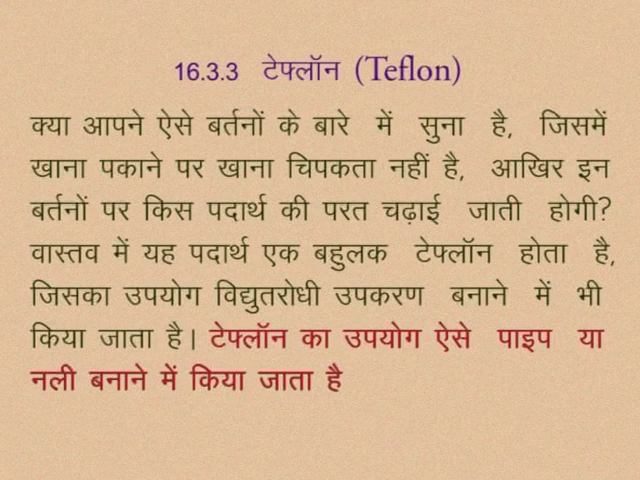 16.3.3 टेफ्लॉन (Teflon)
क्या आपने ऐसे बर्तनों के बारे में सुना है, जिसमें
खाना पकाने पर खाना चिपकता नहीं है, आखिर इन
बर्तनों पर किस पदार्थ की परत चढ़ाई जाती होगी?
वास्तव में यह पदार्थ एक बहुलक टेफ्लॉन होता है,
जिसका उपयोग विद्युतरोधी उपकरण बनाने में भी
किया जाता है। टेफ्लॉन का उपयोग ऐसे पाइप या
नली बनाने में किया जाता है